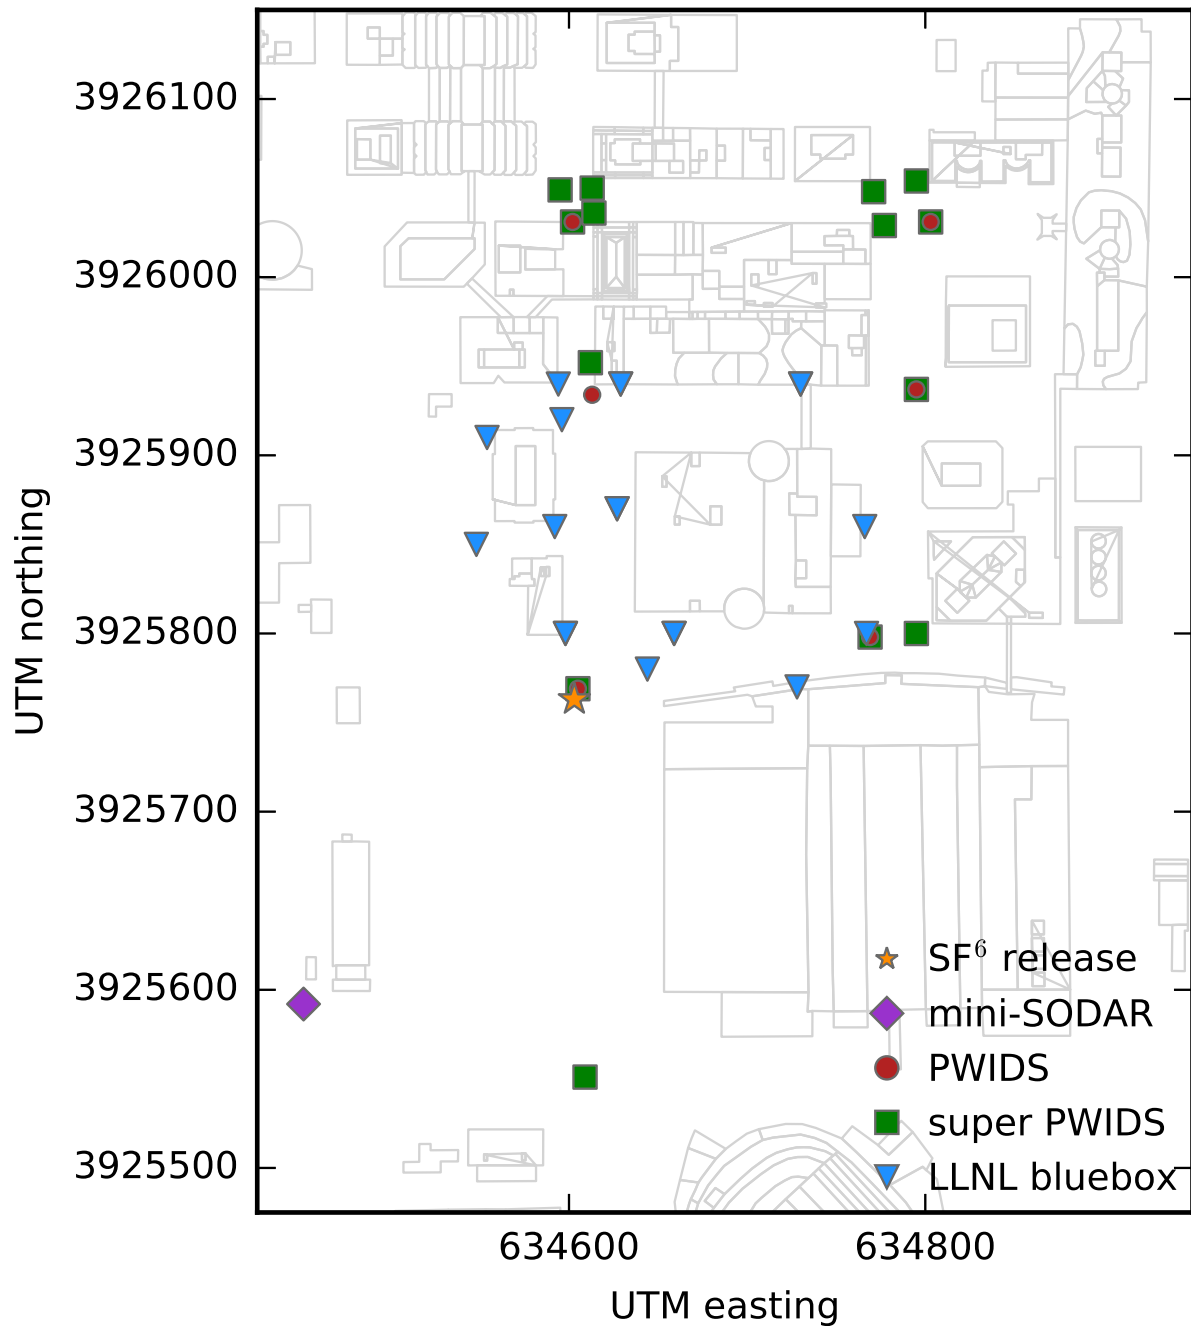 3926100
3926000
3925900
3925800
3925700
3925600
3925500
UTM northing
634600
634800
UTM easting
SF⁶ release
mini-SODAR
PWIDS
super PWIDS
LLNL bluebox